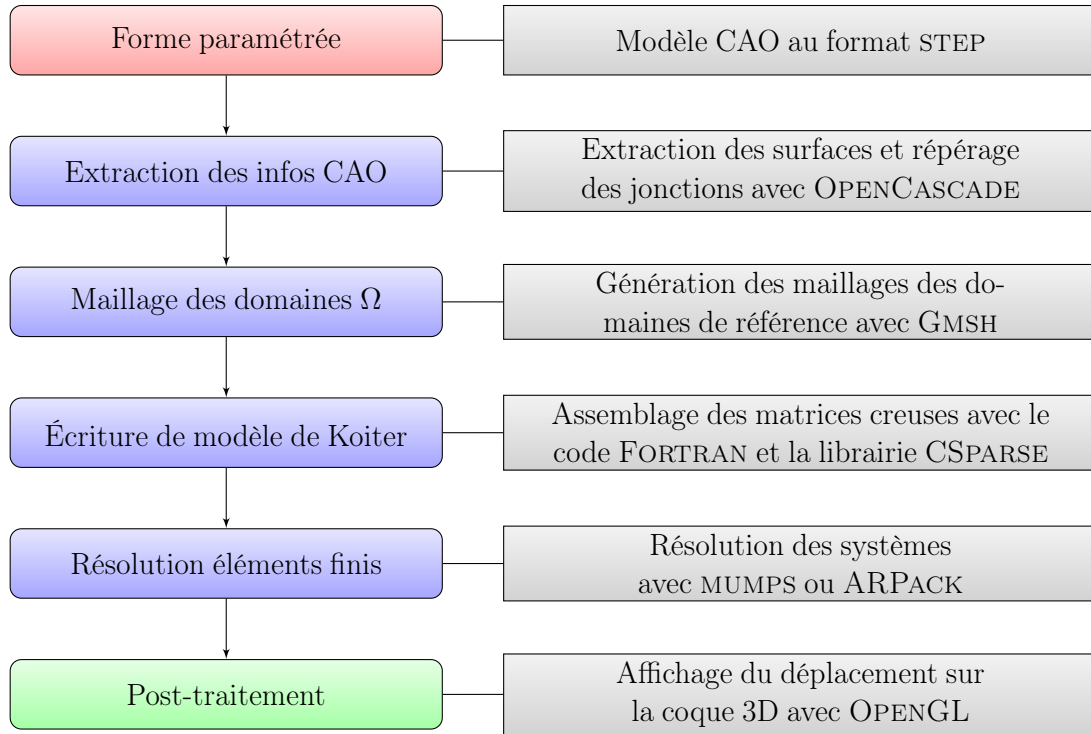 Forme paramétrée
Modèle CAO au format STEP
Extraction des infos CAO
Extraction des surfaces et répérage
des jonctions avec OPENCASCADE
Maillage des domaines Ω
Génération des maillages des do-
maines de référence avec GMSH
Écriture de modèle de Koiter
Assemblage des matrices creuses avec le
code FORTRAN et la librairie CSPARSE
Résolution éléments finis
Résolution des systèmes
avec MUMPS ou ARPACK
Post-traitement
Affichage du déplacement sur
la coque 3D avec OPENGL